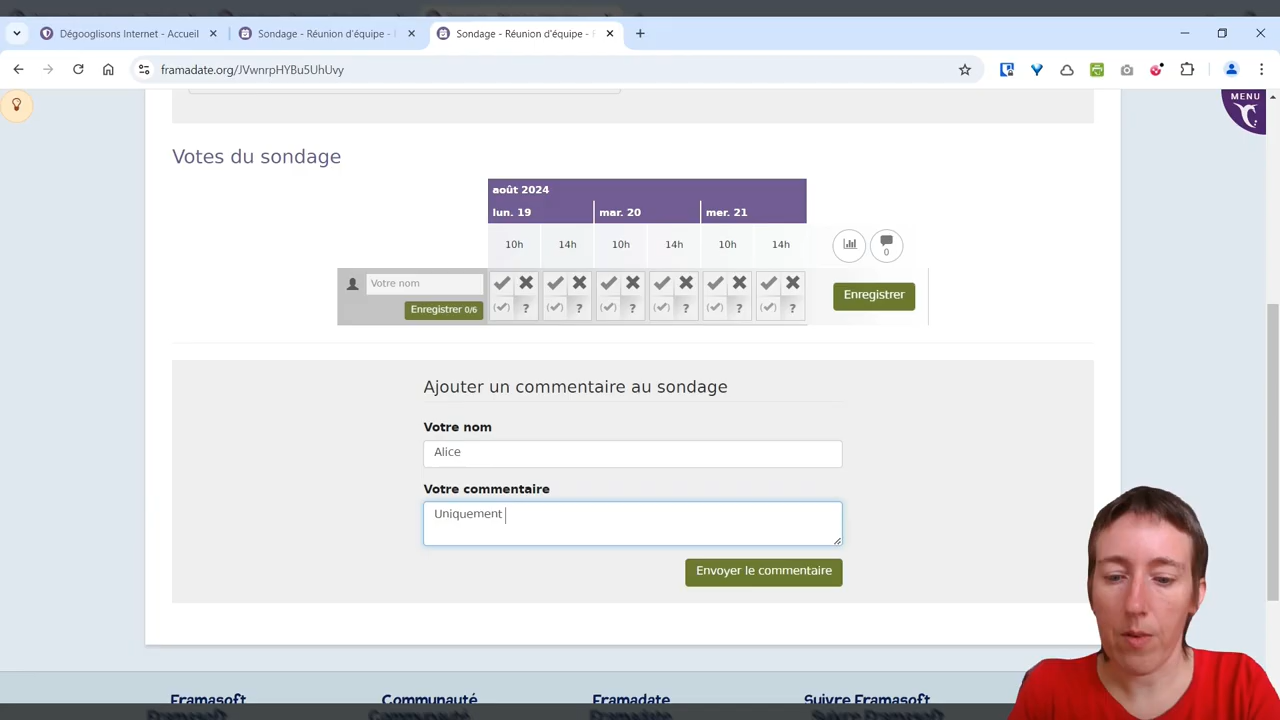 Dégooglisons Internet - Accueil
Sondage - Réunion d'équipe -
Sondage - Réunion d'équipe -
framadate.org/JVwnrpHYBu5UhUvy
MENU
Votes du sondage
août 2024
lun. 19 mar. 20 mer. 21
10h 14h 10h 14h 10h 14h
0
Votre nom
Enregistrer 0/6
Enregistrer
Ajouter un commentaire au sondage
Votre nom
Alice
Votre commentaire
Uniquement
Envoyer le commentaire
Framasoft Communauté Framadate Suivre Framasoft